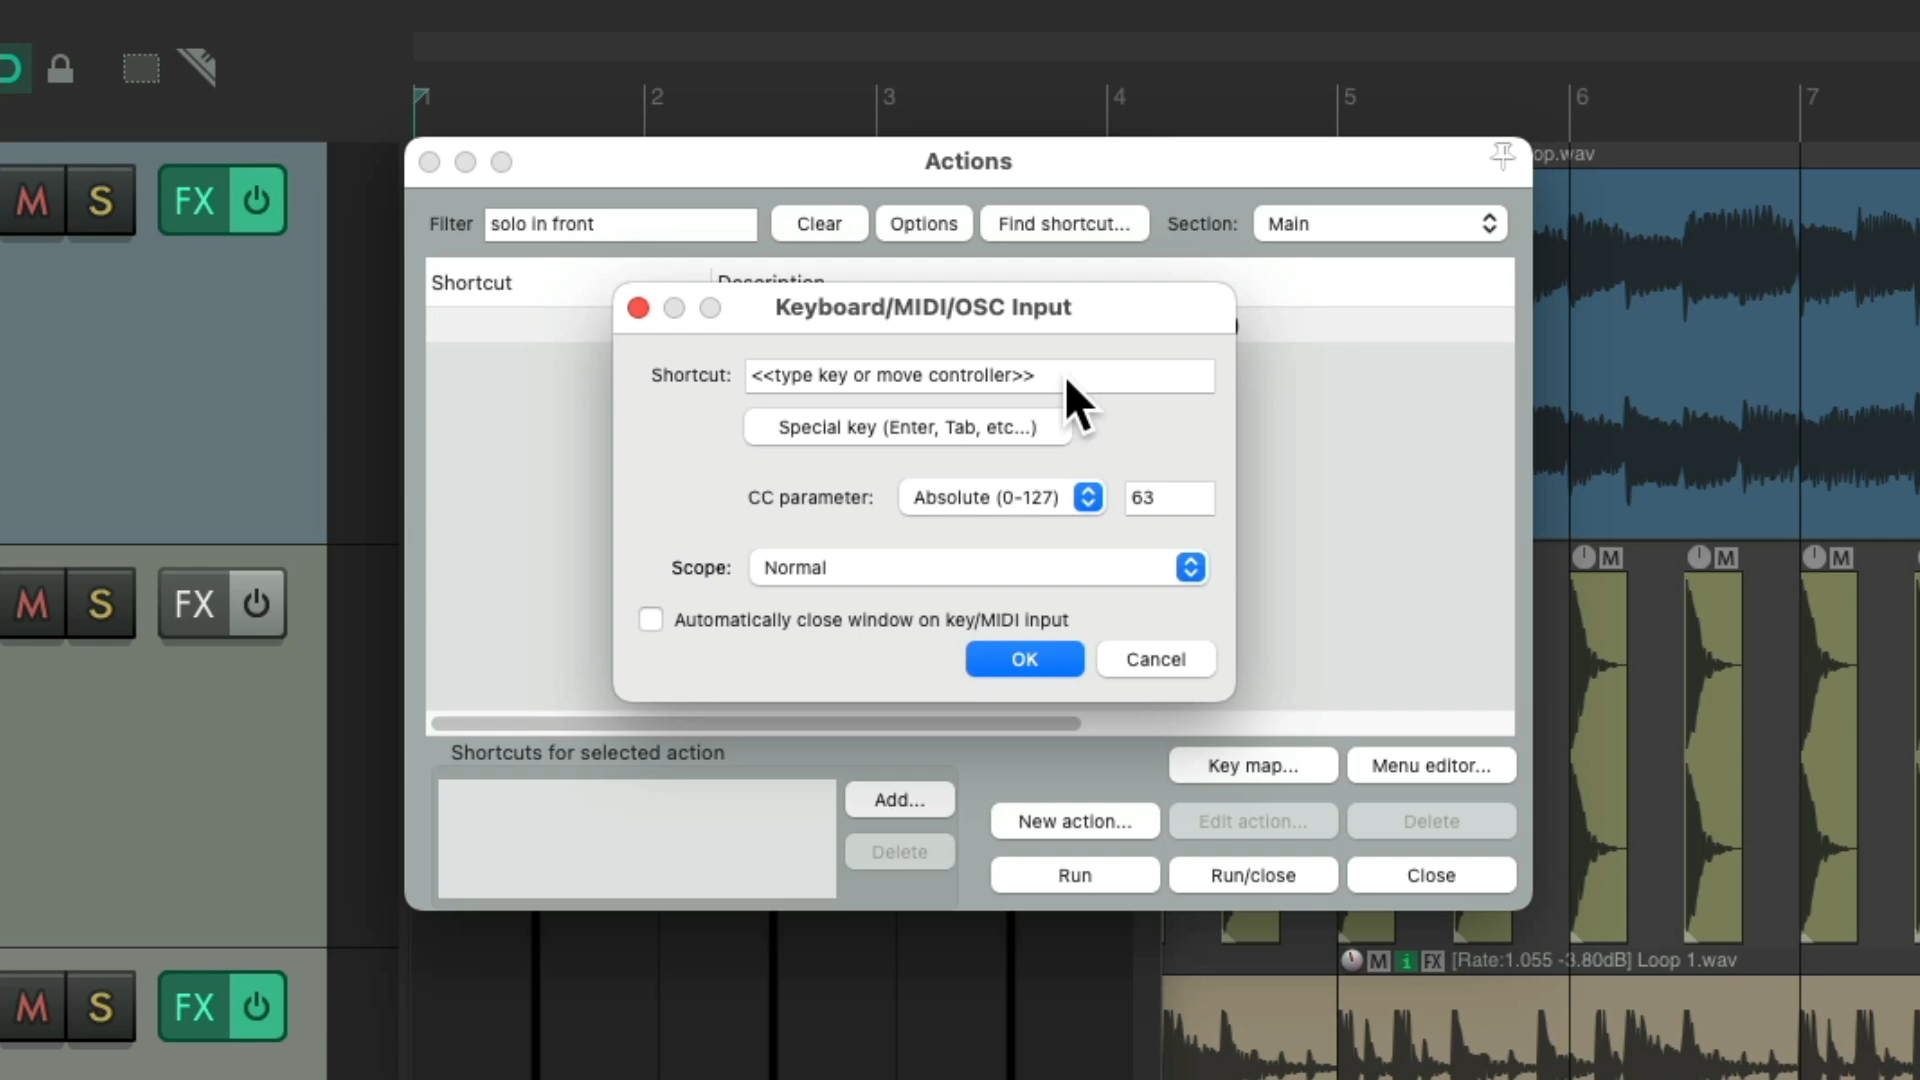 1
2
3
4
5
6
7
Actions
op.wav
M S FX
Filter solo in front Clear Options Find shortcut... Section: Main
Shortcut Description
Keyboard/MIDI/OSC Input
Shortcut: <<type key or move controller>>
Special key (Enter, Tab, etc...)
CC parameter: Absolute (0-127) 63
Scope: Normal
Automatically close window on key/MIDI input
OK Cancel
M M M
M S FX
Shortcuts for selected action
Key map... Menu editor...
Add...
New action... Edit action... Delete
Delete
Run Run/close Close
M i FX [Rate:1.055 -3.80dB] Loop 1.wav
M S FX